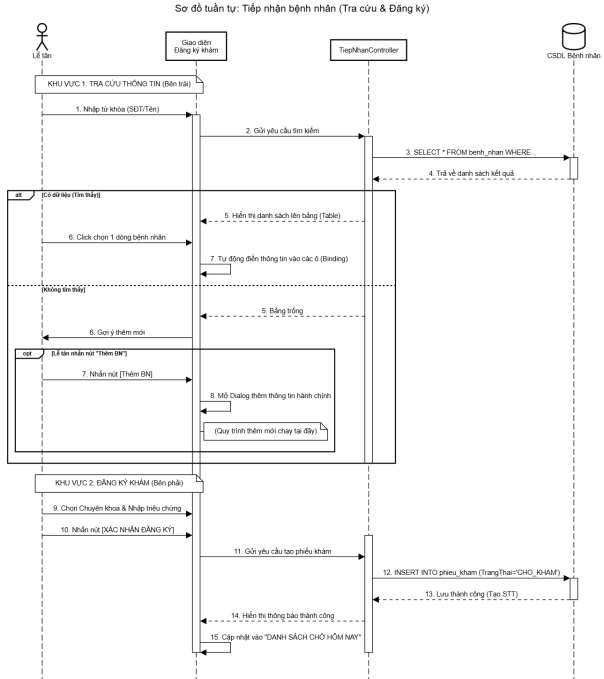 Sơ đồ tuần tự: Tiếp nhận bệnh nhân (Tra cứu & Đăng ký)
Lễ tân
Giao diện
Đăng ký khám
TiepNhanController
CSDL Bệnh nhân
KHU VỰC 1: TRA CỨU THÔNG TIN (Bên trái)
1. Nhập từ khóa (SĐT/Tên)
2. Gửi yêu cầu tìm kiếm
3. SELECT * FROM benh_nhan WHERE...
4. Trả về danh sách kết quả
alt
[Có dữ liệu (Tìm thấy)]
5. Hiển thị danh sách lên bảng (Table)
6. Click chọn 1 dòng bệnh nhân
7. Tự động điền thông tin vào các ô (Binding)
[Không tìm thấy]
5. Bảng trống
6. Gợi ý thêm mới
opt
[Lễ tân nhấn nút "Thêm BN"]
7. Nhấn nút [Thêm BN]
8. Mở Dialog thêm thông tin hành chính
(Quy trình thêm mới chạy tại đây)
KHU VỰC 2: ĐĂNG KÝ KHÁM (Bên phải)
9. Chọn Chuyên khoa & Nhập triệu chứng
10. Nhấn nút [XÁC NHẬN ĐĂNG KÝ]
11. Gửi yêu cầu tạo phiếu khám
12. INSERT INTO phieu_kham (TrangThai='CHO_KHAM')
13. Lưu thành công (Tạo STT)
14. Hiển thị thông báo thành công
15. Cập nhật vào "DANH SÁCH CHỜ HÔM NAY"